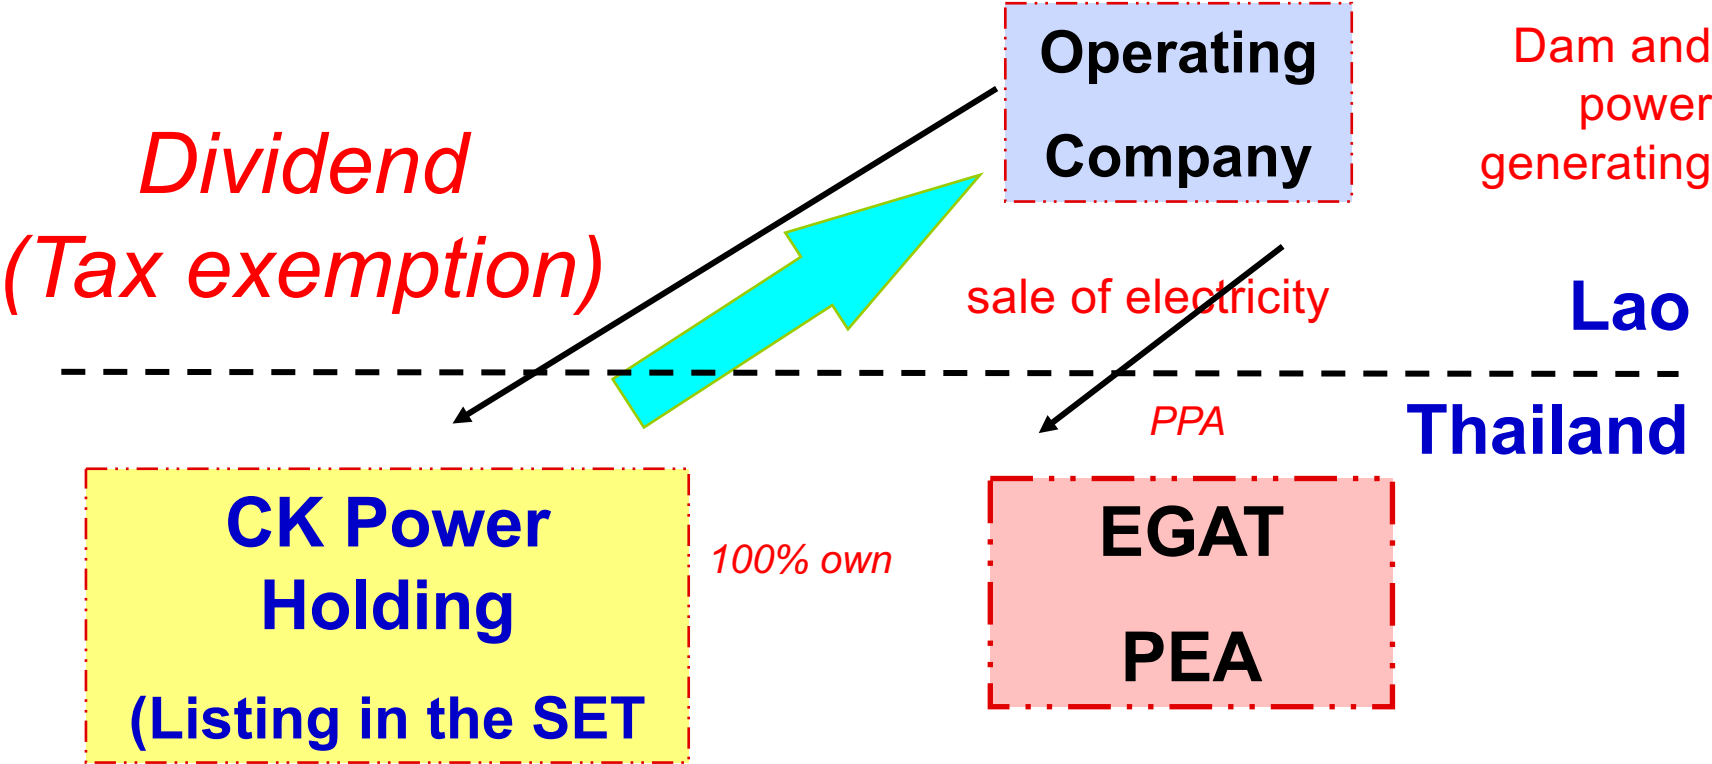 Operating
Company
Dam and
power
generating
Dividend
(Tax exemption)
sale of electricity
Lao
Thailand
PPA
CK Power
Holding
(Listing in the SET
100% own
EGAT
PEA